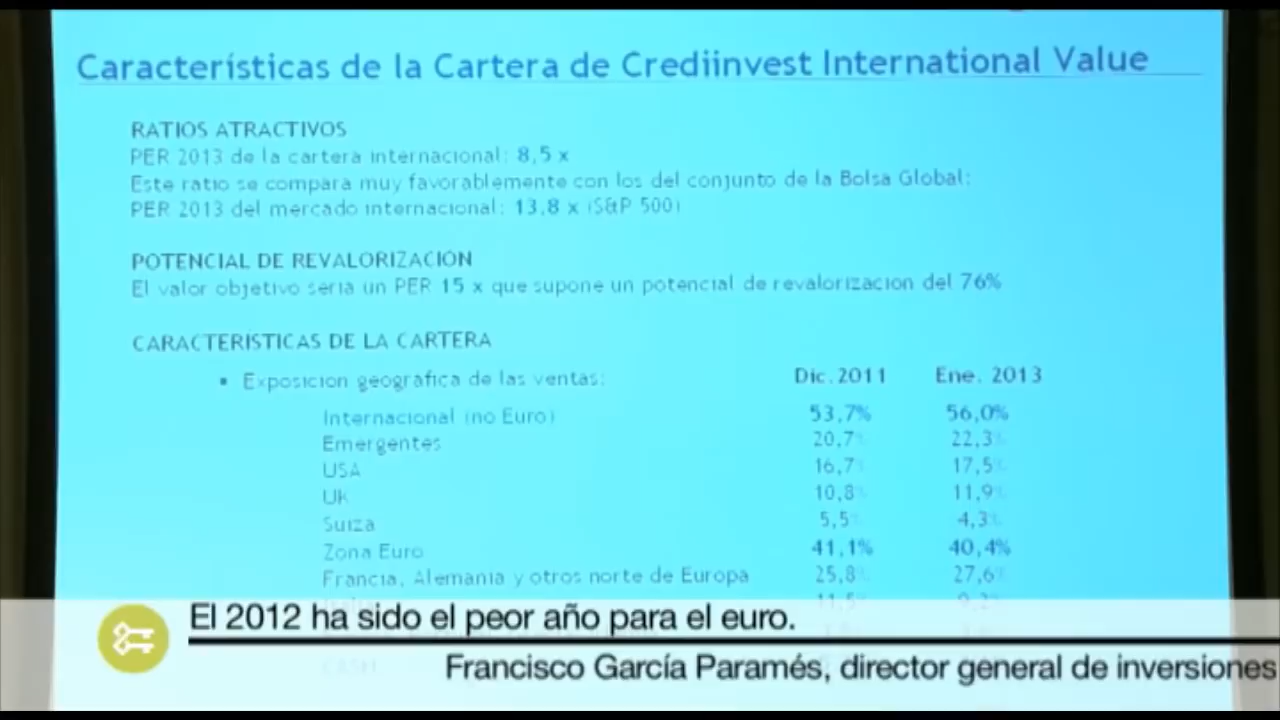 Características de la Cartera de Crediinvest International Value
RATIOS ATRACTIVOS
PER 2013 de la cartera internacional: 8,5 x
Este ratio se compara muy favorablemente con los del conjunto de la Bolsa Global:
PER 2013 del mercado internacional: 13,8 x (S&P 500)
POTENCIAL DE REVALORIZACIÓN
El valor objetivo sería un PER 15 x que supone un potencial de revalorización del 76%
CARACTERISTICAS DE LA CARTERA
• Exposición geográfica de las ventas: Dic.2011 Ene. 2013
Internacional (no Euro) 53,7% 56,0%
Emergentes 20,7% 22,3%
USA 16,7% 17,5%
UK 10,8% 11,9%
Suiza 5,5% 4,3%
Zona Euro 41,1% 40,4%
Francia, Alemania y otros norte de Europa 25,8% 27,6%
El 2012 ha sido el peor año para el euro.
Francisco García Paramés, director general de inversiones